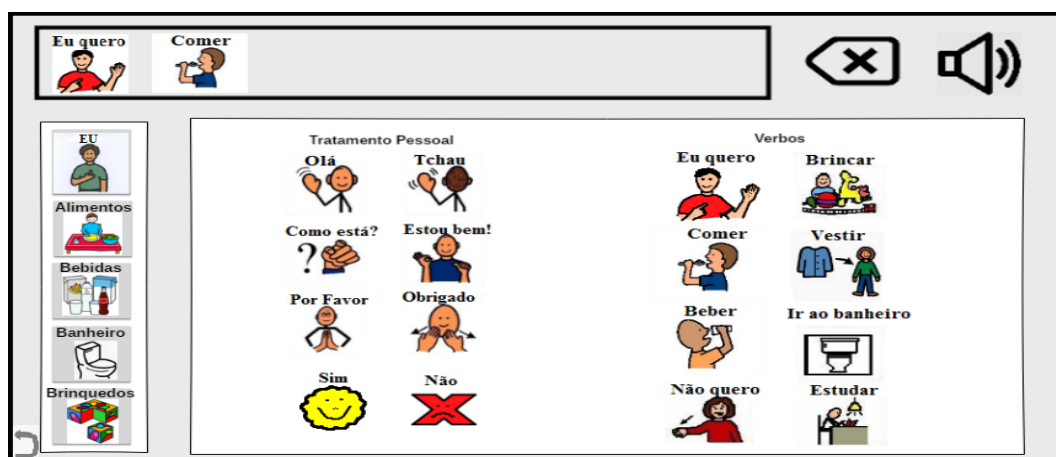 Eu quero Comer
EU
Alimentos
Bebidas
Banheiro
Brinquedos
Tratamento Pessoal
Olá Tchau
Como está? Estou bem!
Por Favor Obrigado
Sim Não
Verbos
Eu quero Brincar
Comer Vestir
Beber Ir ao banheiro
Não quero Estudar